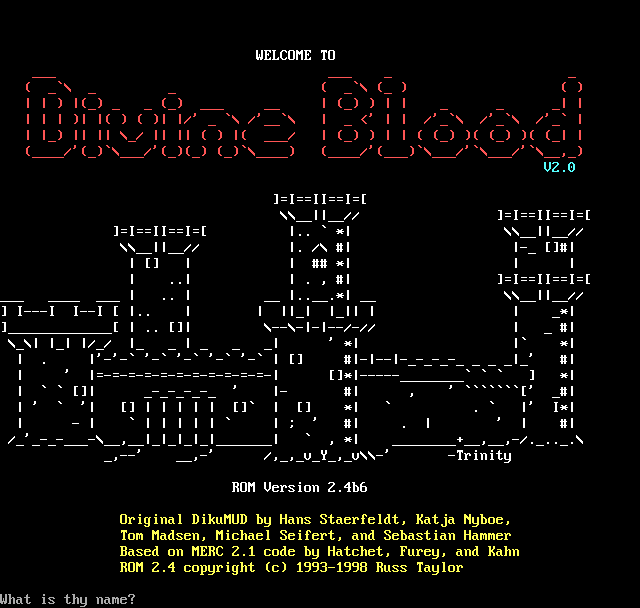 WELCOME TO
Divine Blood
V2.0
-Trinity
ROM Version 2.4b6
Original DikuMUD by Hans Staerfeldt, Katja Nyboe,
Tom Madsen, Michael Seifert, and Sebastian Hammer
Based on MERC 2.1 code by Hatchet, Furey, and Kahn
ROM 2.4 copyright (c) 1993-1998 Russ Taylor
What is thy name?